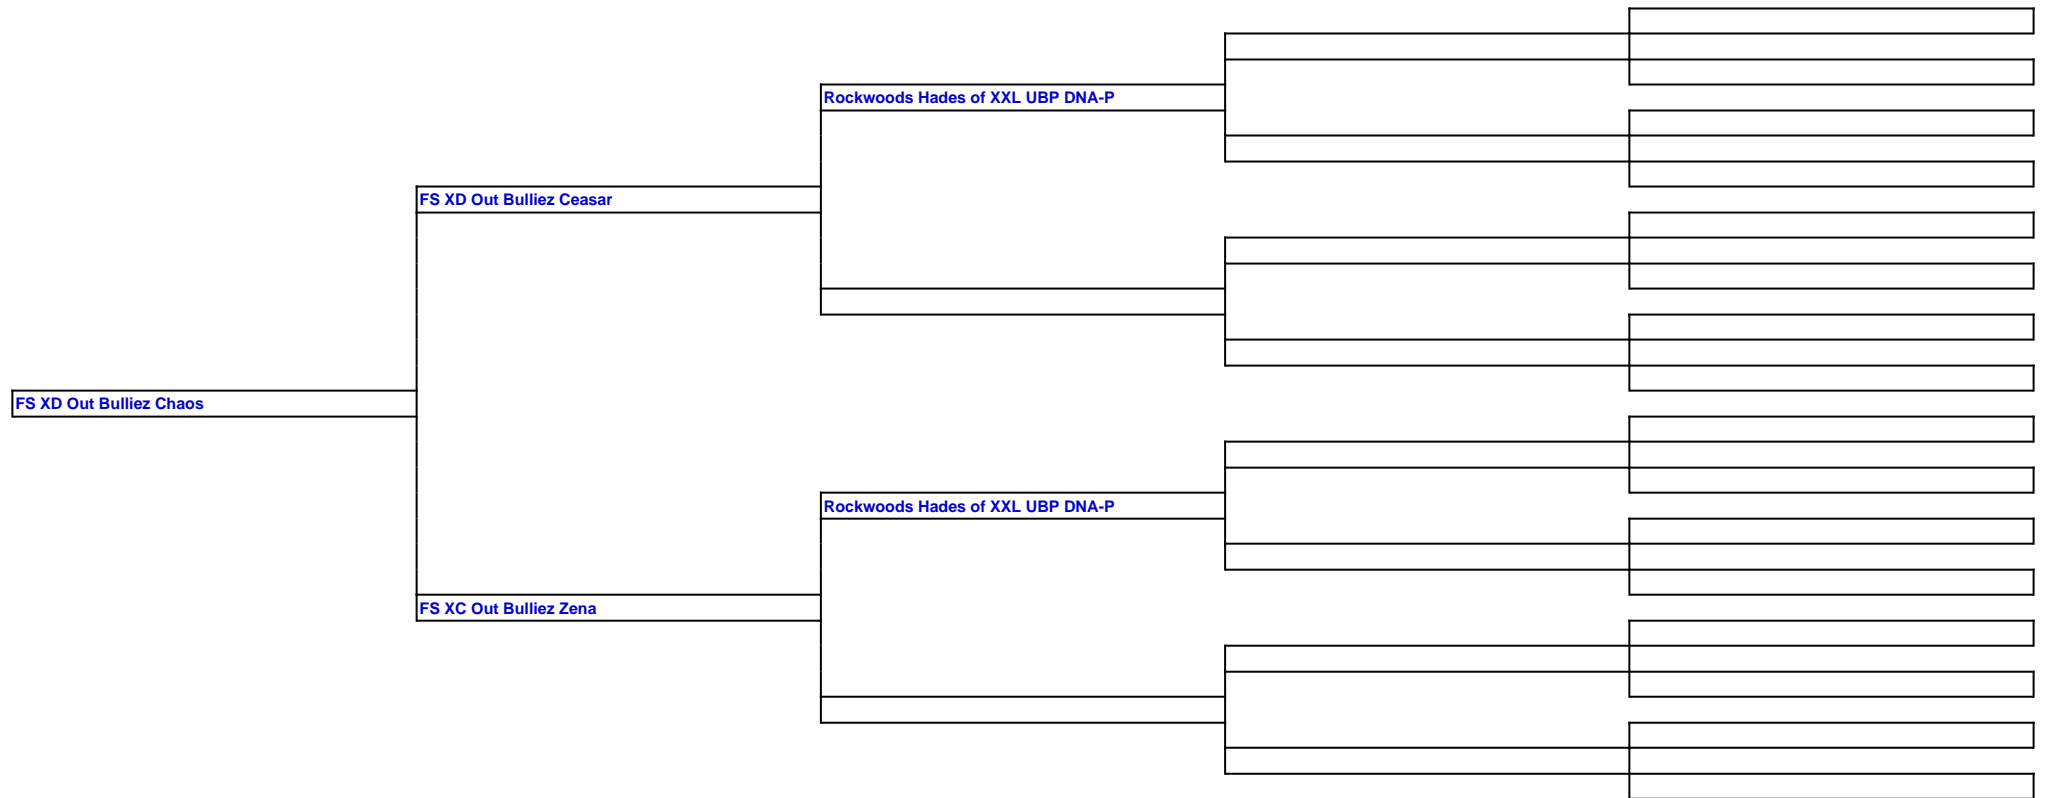 Rockwoods Hades of XXL UBP DNA-P
FS XD Out Bulliez Ceasar
FS XD Out Bulliez Chaos
Rockwoods Hades of XXL UBP DNA-P
FS XC Out Bulliez Zena